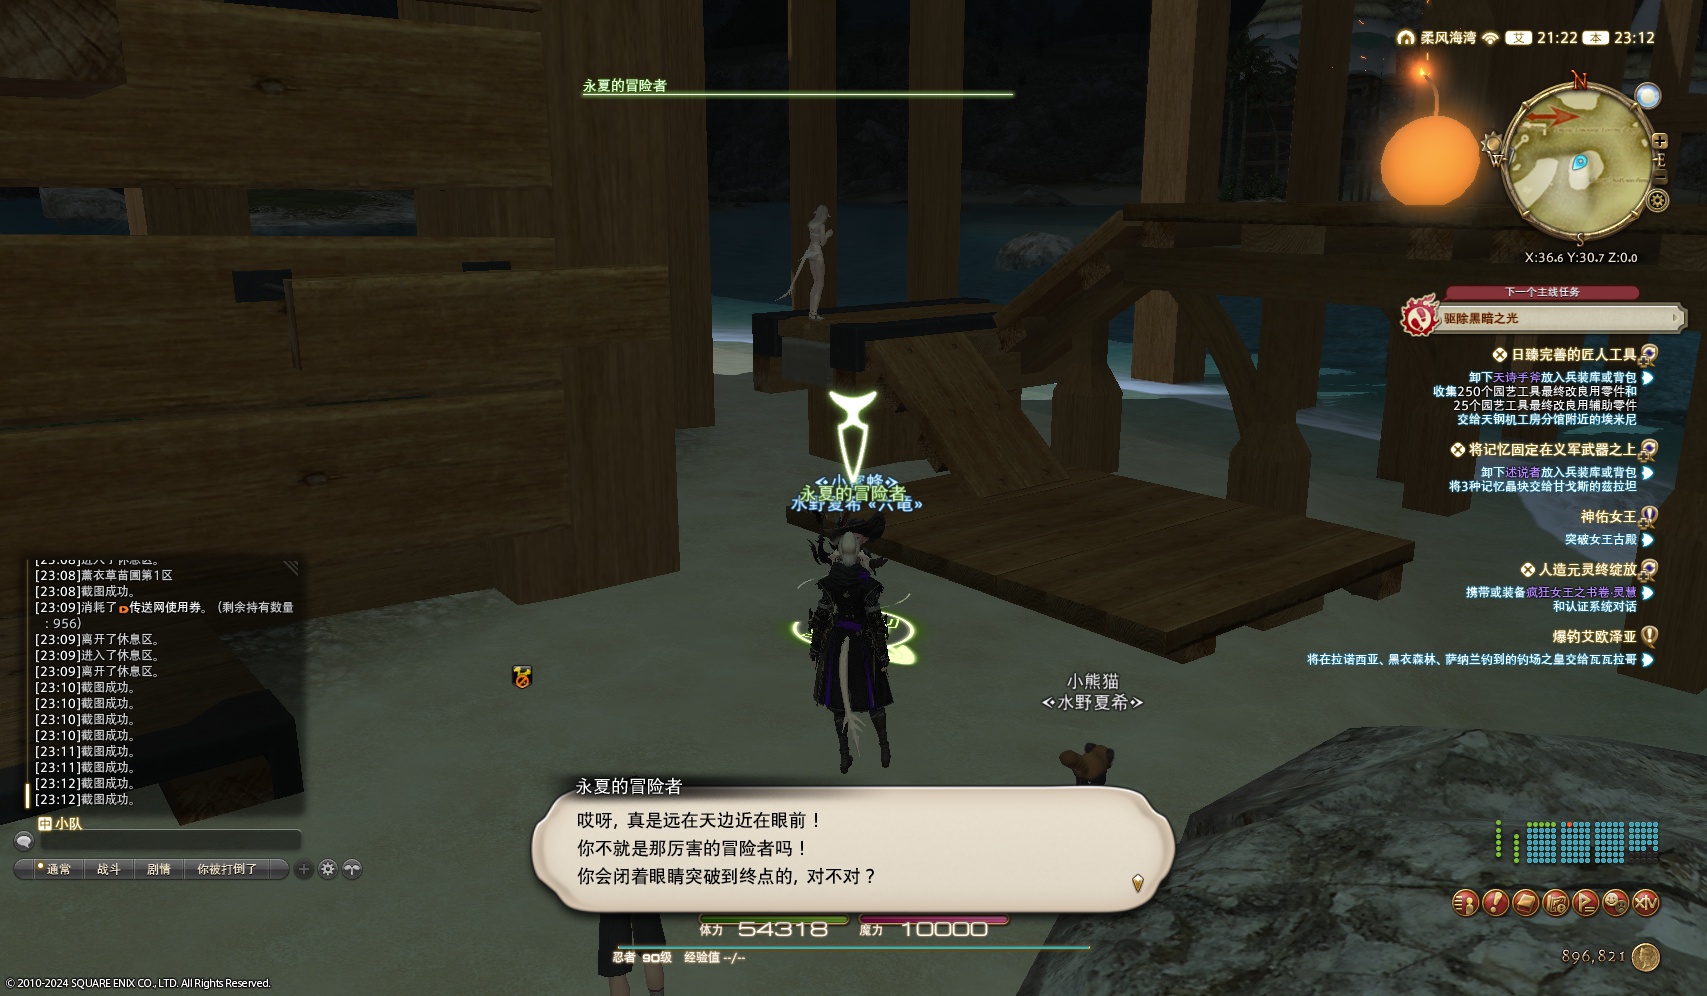 永夏的冒险者
柔风海湾 艾 21:22 本 23:12
N
W
E
S
X:36.6 Y:30.7 Z:0.0
下一个主线任务
驱除黑暗之光
日臻完善的匠人工具
卸下天诗手斧放入兵装库或背包
收集250个园艺工具最终改良用零件和
25个园艺工具最终改良用辅助零件
交给天钢机工房分馆附近的埃米尼
将记忆固定在义军武器之上
卸下述说者放入兵装库或背包
将3种记忆晶块交给甘戈斯的兹拉坦
神佑女王
突破女王古殿
人造元灵终绽放
携带或装备疯狂女王之书卷·灵慧
和认证系统对话
爆钓艾欧泽亚
将在拉诺西亚、黑衣森林、萨纳兰钓到的钓场之皇交给瓦瓦拉哥
永夏的冒险者
水野夏希 «六竜»
小熊猫
水野夏希
[23:08]进入了休息区。
[23:08]薰衣草苗圃第1区
[23:08]截图成功。
[23:09]消耗了传送网使用券。（剩余持有数量
：956）
[23:09]离开了休息区。
[23:09]进入了休息区。
[23:09]离开了休息区。
[23:10]截图成功。
[23:10]截图成功。
[23:10]截图成功。
[23:10]截图成功。
[23:11]截图成功。
[23:11]截图成功。
[23:12]截图成功。
[23:12]截图成功。
中 小队
通常 战斗 剧情 你被打倒了
永夏的冒险者
哎呀，真是远在天边近在眼前！
你不就是那厉害的冒险者吗！
你会闭着眼睛突破到终点的，对不对？
体力 54318 魔力 10000
忍者 90级 经验值 --/--
XIV
896,821
© 2010-2024 SQUARE ENIX CO., LTD. All Rights Reserved.